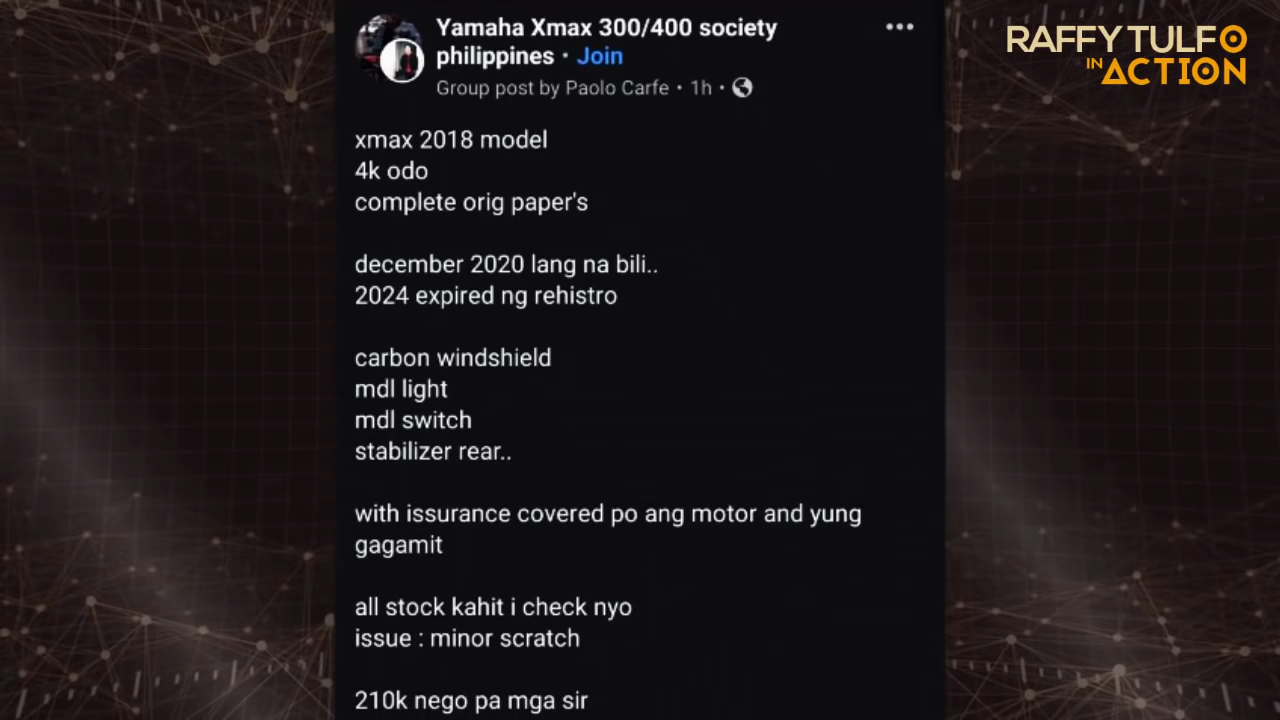 Yamaha Xmax 300/400 society
philippines · Join
Group post by Paolo Carfe · 1h ·
xmax 2018 model
4k odo
complete orig paper's
december 2020 lang na bili..
2024 expired ng rehistro
carbon windshield
mdl light
mdl switch
stabilizer rear..
with issurance covered po ang motor and yung
gagamit
all stock kahit i check nyo
issue : minor scratch
210k nego pa mga sir
RAFFY TULFO
IN ACTION